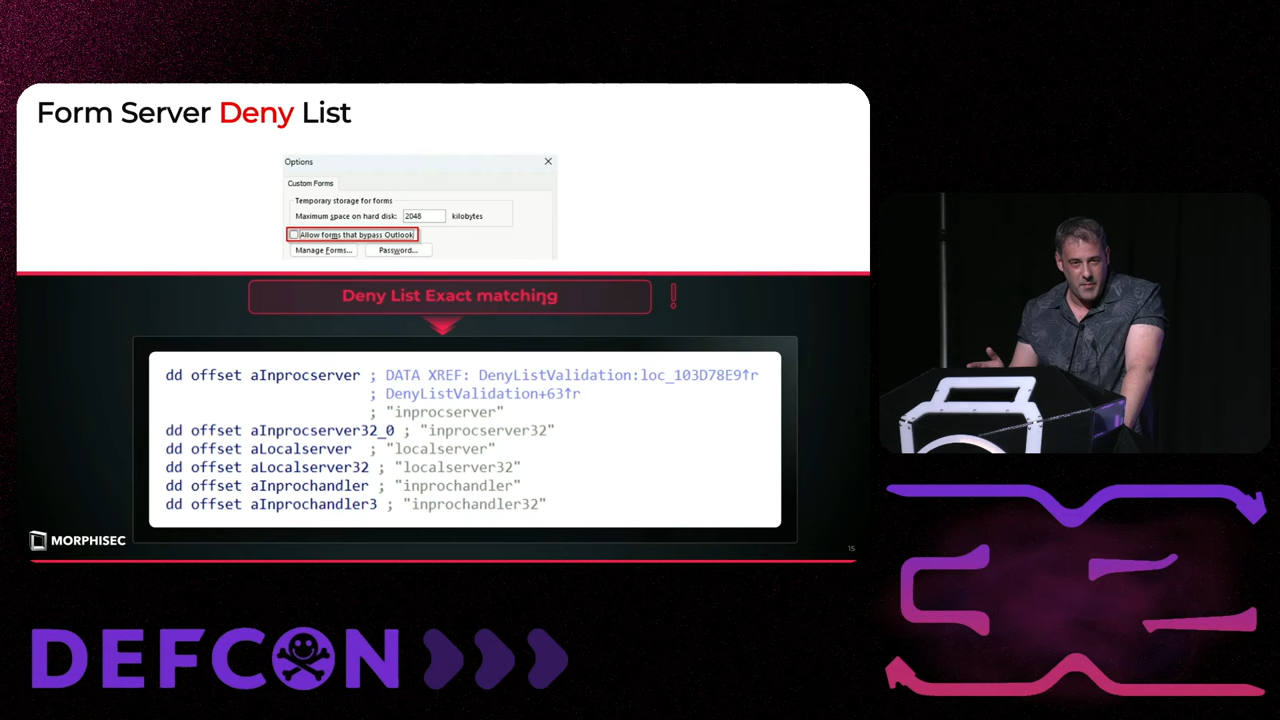 Form Server Deny List
Options
Custom Forms
Temporary storage for forms
Maximum space on hard disk: 2048 kilobytes
Allow forms that bypass Outlook
Manage Forms... Password...
Deny List Exact matching
!
dd offset aInprocserver ; DATA XREF: DenyListValidation:loc_103D78E9↑r
; DenyListValidation+63↑r
; "inprocserver"
dd offset aInprocserver32_0 ; "inprocserver32"
dd offset aLocalserver ; "localserver"
dd offset aLocalserver32 ; "localserver32"
dd offset aInprochandler ; "inprochandler"
dd offset aInprochandler3 ; "inprochandler32"
MORPHISEC
15
DEFCON